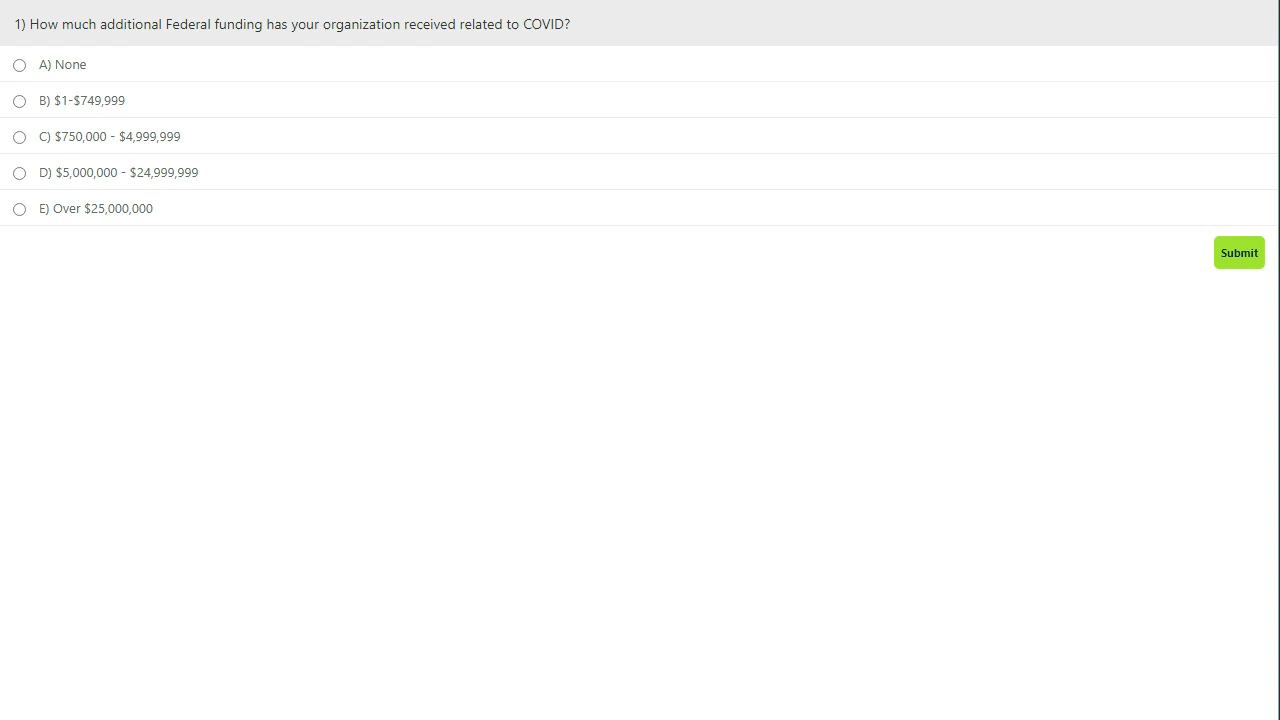 1) How much additional Federal funding has your organization received related to COVID?
A) None
B) $1-$749,999
C) $750,000 - $4,999,999
D) $5,000,000 - $24,999,999
E) Over $25,000,000
Submit